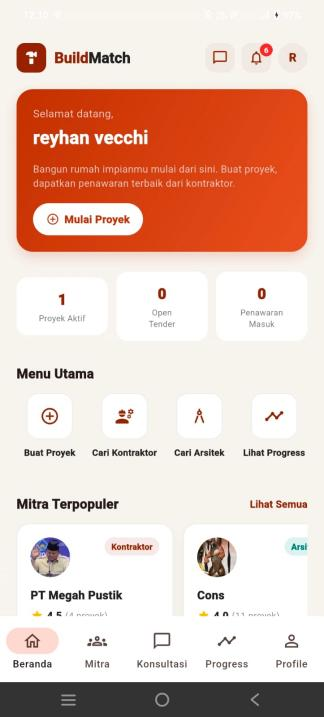 12.10
97%
BuildMatch
6
R
Selamat datang,
reyhan vecchi
Bangun rumah impianmu mulai dari sini. Buat proyek,
dapatkan penawaran terbaik dari kontraktor.
Mulai Proyek
1
Proyek Aktif
0
Open
Tender
0
Penawaran
Masuk
Menu Utama
Buat Proyek
Cari Kontraktor
Cari Arsitek
Lihat Progress
Mitra Terpopuler
Lihat Semua
Kontraktor
PT Megah Pustik
4.5 (4 proyek)
Arsi
Cons
4.0 (11 proyek)
Beranda
Mitra
Konsultasi
Progress
Profile